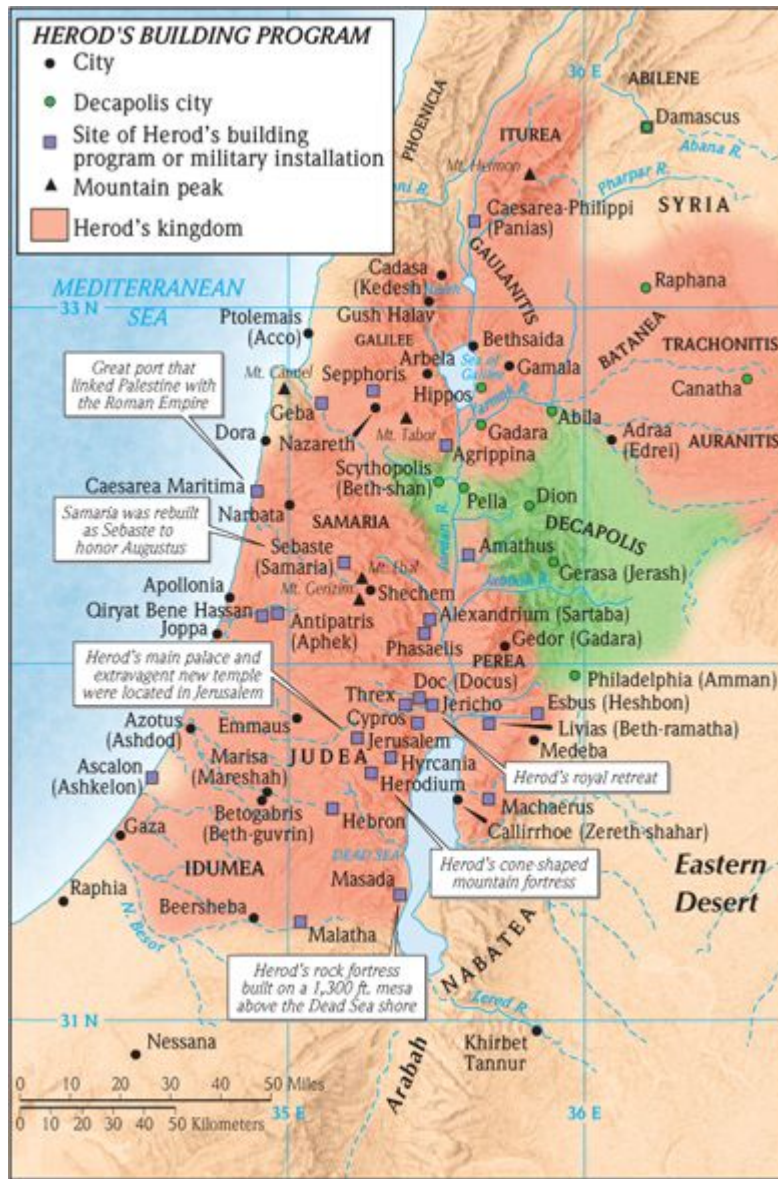 HEROD'S BUILDING PROGRAM
City
Decapolis city
Site of Herod's building
program or military installation
Mountain peak
Herod's kingdom
36 E
ABILENE
PHOENICIA
Damascus
ITUREA
Abana R.
Mt. Hermon
Pharpar R.
SYRIA
Caesarea-Philippi
(Panias)
GAULANITIS
Cadasa
(Kedesh)
Raphana
MEDITERRANEAN
SEA
33 N
Gush Halav
Ptolemais
(Acco)
BATANEA
TRACHONITIS
GALILEE
Bethsaida
Great port that
linked Palestine with
the Roman Empire
Arbela
Sea of
Galilee
Gamala
Mt. Carmel
Sepphoris
Hippos
Yarmuk R.
Canatha
Geba
Abila
Dora
Nazareth
Mt. Tabor
Gadara
Adraa
(Edrei)
AURANITIS
Agrippina
Scythopolis
(Beth-shan)
Caesarea Maritima
Pella
Dion
Narbata
SAMARIA
DECAPOLIS
Samaria was rebuilt
as Sebaste to
honor Augustus
Jordan R.
Sebaste
(Samaria)
Mt. Ebal
Amathus
Mt. Gerizim
Gerasa (Jerash)
Jabbok R.
Apollonia
Shechem
Qiryat Bene Hassan
Alexandrium (Sartaba)
Joppa
Antipatris
(Aphek)
Phasaelis
Gedor (Gadara)
PEREA
Herod's main palace and
extravagent new temple
were located in Jerusalem
Doc (Docus)
Philadelphia (Amman)
Threx
Jericho
Esbus (Heshbon)
Azotus
(Ashdod)
Emmaus
Cypros
Livias (Beth-ramatha)
Jerusalem
Medeba
Marisa
(Mareshah)
JUDEA
Hyrcania
Herod's royal retreat
Ascalon
(Ashkelon)
Herodium
Betogabris
(Beth-guvrin)
Machaerus
Hebron
Callirrhoe (Zereth-shahar)
Gaza
DEAD SEA
Herod's cone-shaped
mountain fortress
IDUMEA
Eastern
Desert
Masada
Raphia
Beersheba
N. Besor
Malatha
NABATEA
Herod's rock fortress
built on a 1,300 ft. mesa
above the Dead Sea shore
Zered R.
31 N
Nessana
Khirbet
Tannur
Arabah
0 10 20 30 40 50 Miles
0 10 20 30 40 50 Kilometers
35 E
36 E